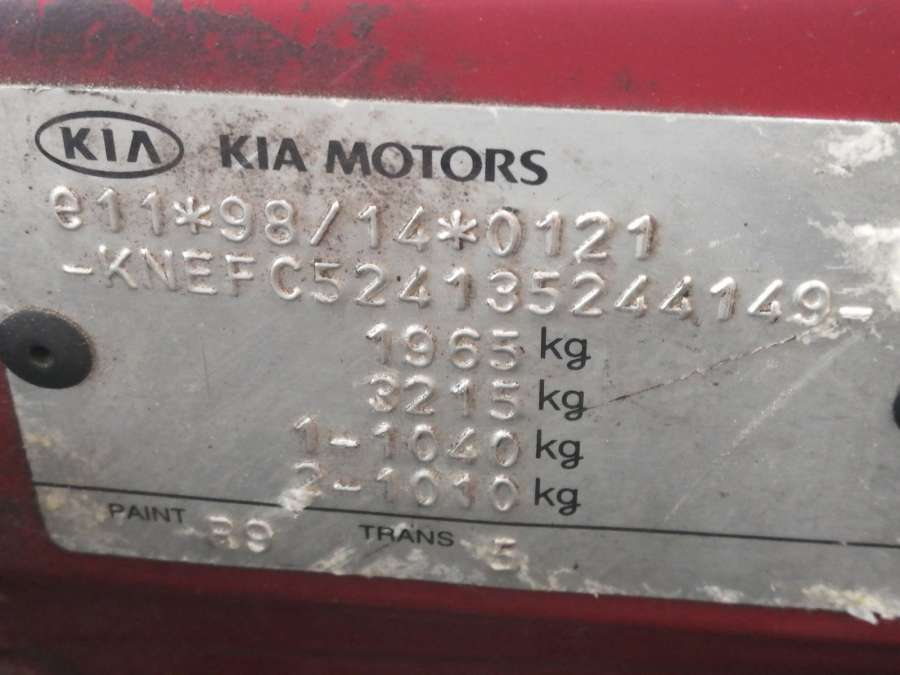 KIA KIA MOTORS
e11*98/14*0121
-KNEFC524135244149-
1965 kg
3215 kg
1-1040 kg
2-1010 kg
PAINT R9 TRANS 5